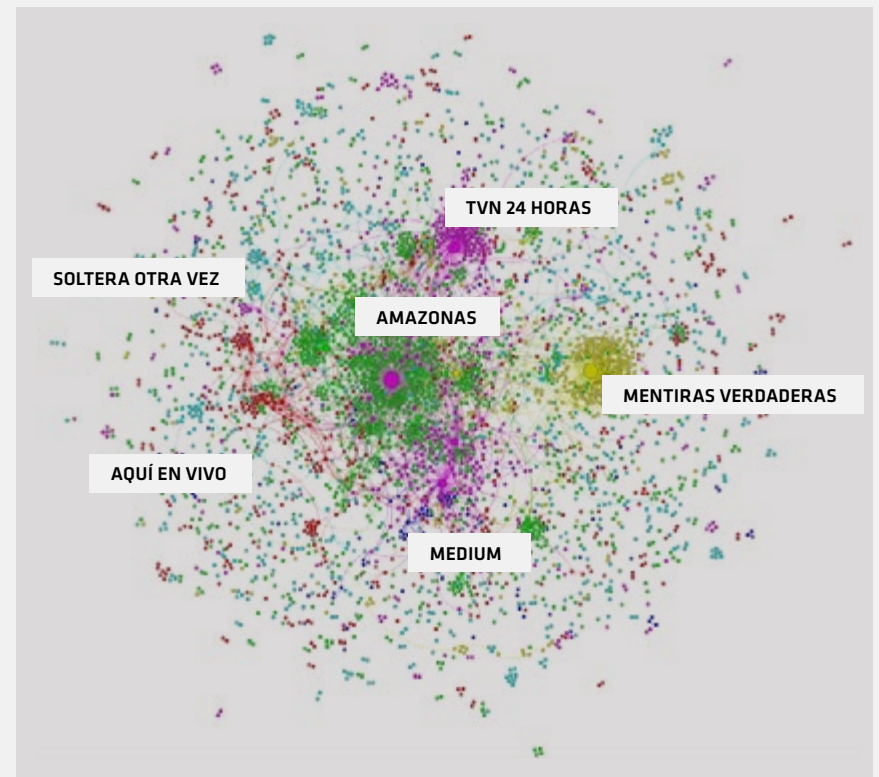 TVN 24 HORAS
SOLTERA OTRA VEZ
AMAZONAS
MENTIRAS VERDADERAS
AQUÍ EN VIVO
MEDIUM